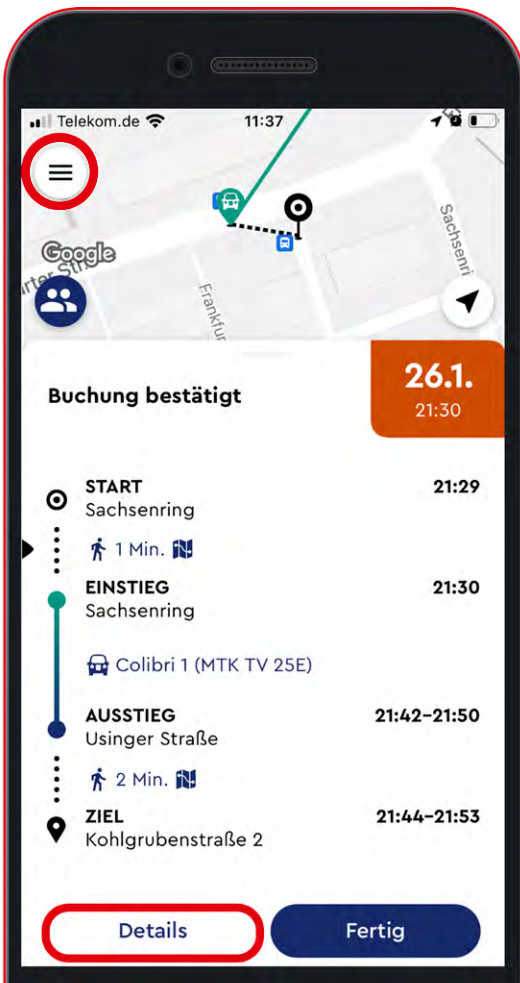 Telekom.de 11:37
Sachsenri
Google
rter Str
Frankfur
Buchung bestätigt
26.1.
21:30
START 21:29
Sachsenring
1 Min.
EINSTIEG 21:30
Sachsenring
Colibri 1 (MTK TV 25E)
AUSSTIEG 21:42–21:50
Usinger Straße
2 Min.
ZIEL 21:44–21:53
Kohlgrubenstraße 2
Details Fertig